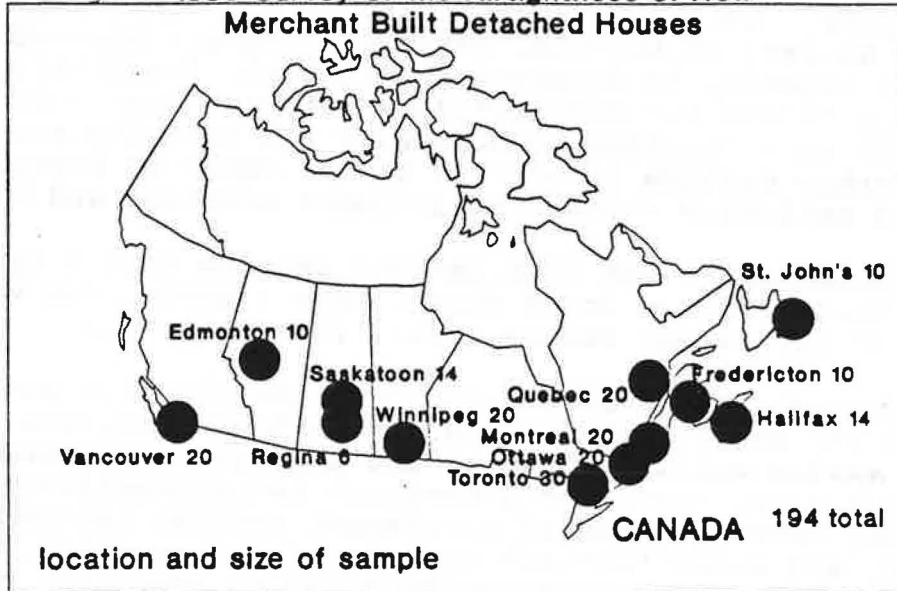 Merchant Built Detached Houses
St. John's 10
Edmonton 10
Saskatoon 14
Fredericton 10
Quebec 20
Winnipeg 20
Halifax 14
Montreal 20
Vancouver 20
Regina 6
Ottawa 20
Toronto 30
CANADA
194 total
location and size of sample